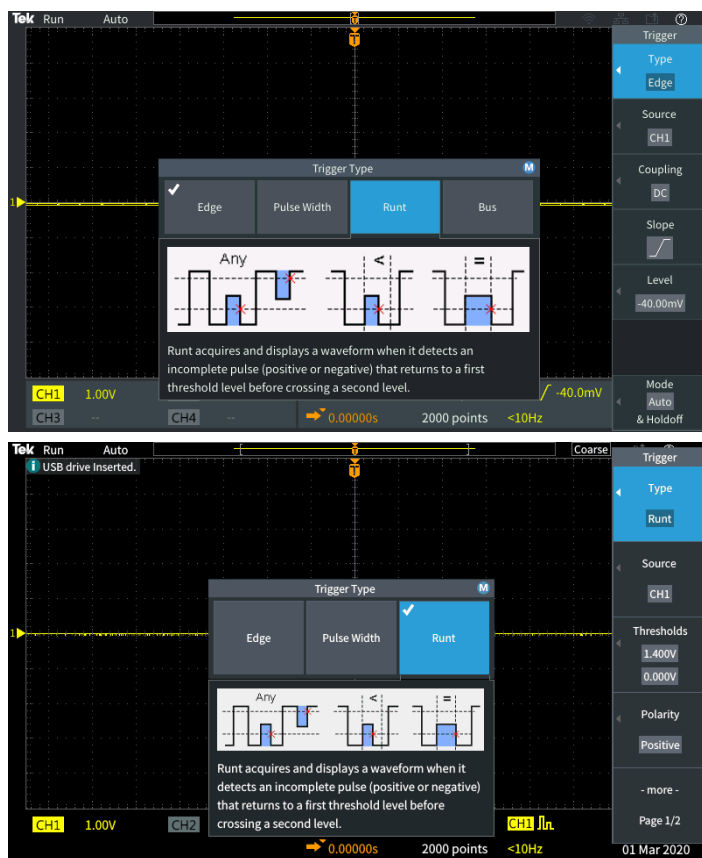 Tek Run Auto
T
T
Trigger
Type
Edge
Source
CH1
Coupling
DC
Slope
Level
-40.00mV
Mode
Auto
& Holdoff
1
Trigger Type M
Edge Pulse Width Runt Bus
Any < =
Runt acquires and displays a waveform when it detects an
incomplete pulse (positive or negative) that returns to a first
threshold level before crossing a second level.
CH1 1.00V -40.0mV
CH3 -- CH4 -- 0.00000s 2000 points <10Hz
Tek Run Auto Coarse
i USB drive Inserted.
T
Trigger
Type
Runt
Source
CH1
Thresholds
1.400V
0.000V
Polarity
Positive
- more -
Page 1/2
1
Trigger Type M
Edge Pulse Width Runt
Any < =
Runt acquires and displays a waveform when it
detects an incomplete pulse (positive or negative)
that returns to a first threshold level before
crossing a second level.
CH1 1.00V CH2 CH1
0.00000s 2000 points <10Hz 01 Mar 2020